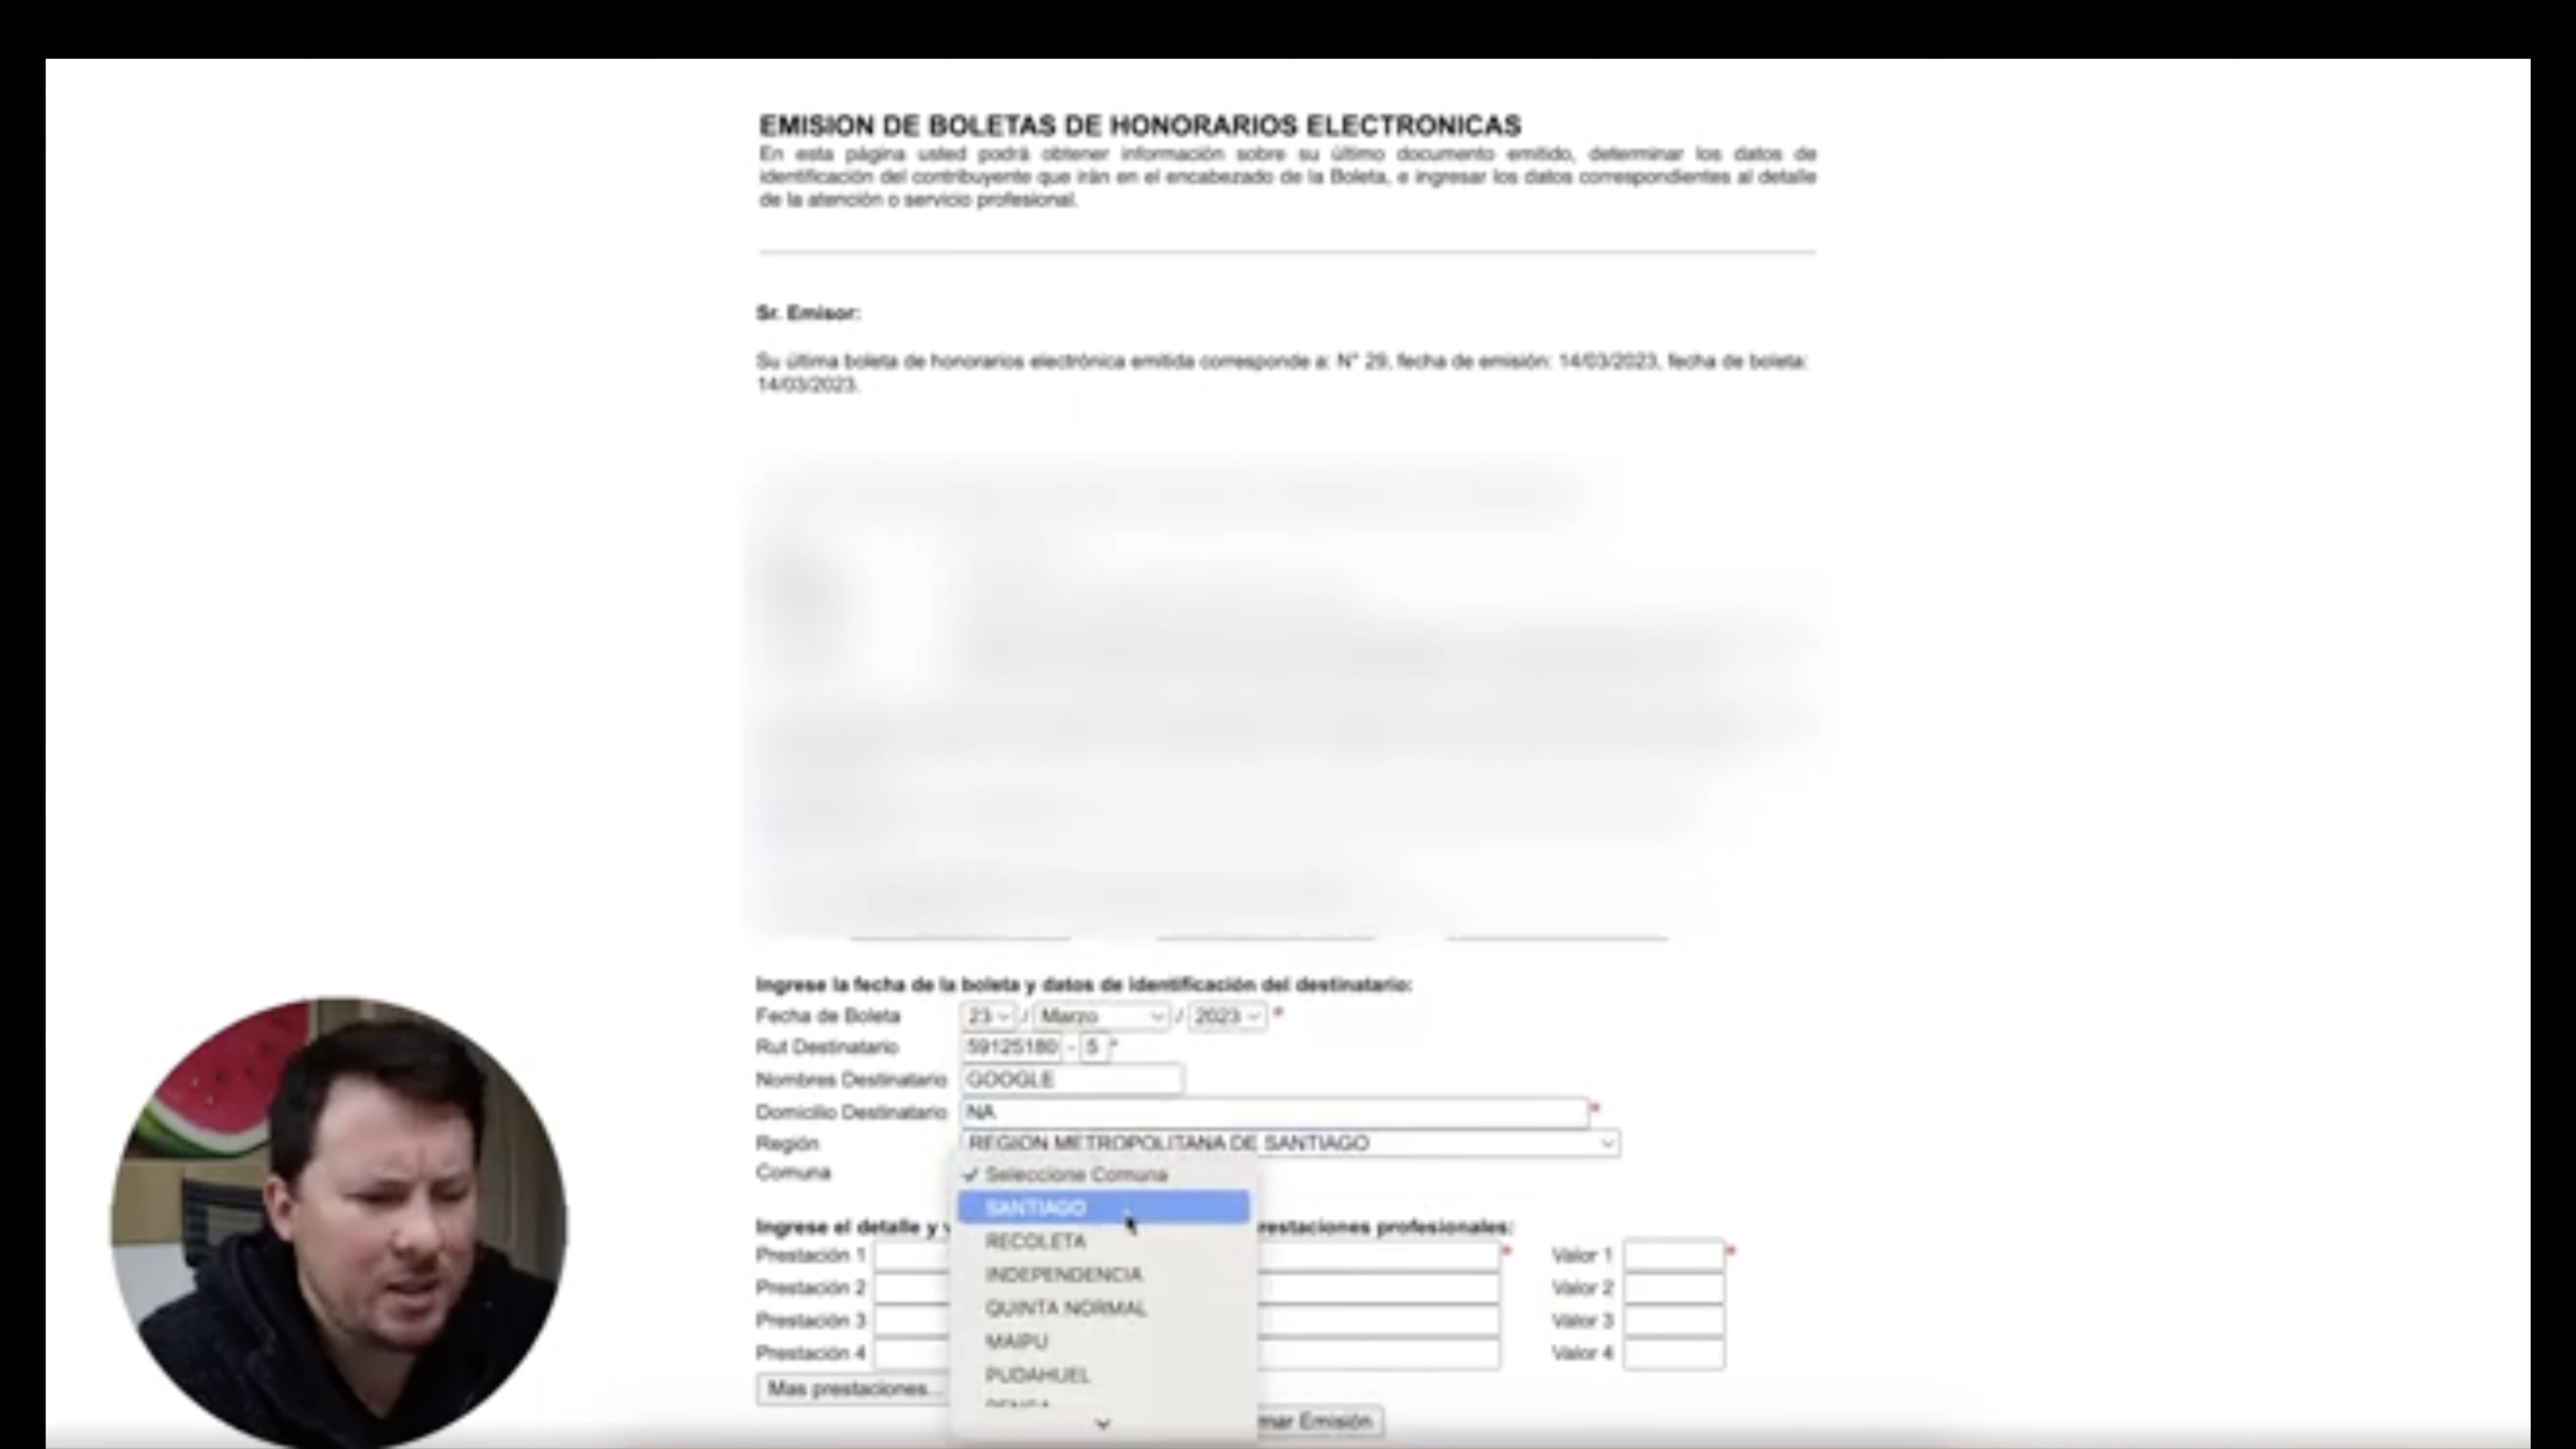 EMISION DE BOLETAS DE HONORARIOS ELECTRONICAS
En esta página usted podrá obtener información sobre su último documento emitido, determinar los datos de
identificación del contribuyente que irán en el encabezado de la Boleta, e ingresar los datos correspondientes al detalle
de la atención o servicio profesional.
Sr. Emisor:
Su última boleta de honorarios electrónica emitida corresponde a: N° 29, fecha de emisión: 14/03/2023, fecha de boleta:
14/03/2023.
Ingrese la fecha de la boleta y datos de identificación del destinatario:
Fecha de Boleta 23 / Marzo / 2023 *
Rut Destinatario 59125180 - 5 *
Nombres Destinatario GOOGLE
Domicilio Destinatario NA *
Región REGION METROPOLITANA DE SANTIAGO
Comuna ✓ Seleccione Comuna
SANTIAGO
Ingrese el detalle y v restaciones profesionales:
RECOLETA
Prestación 1 * Valor 1 *
INDEPENDENCIA
Prestación 2 Valor 2
QUINTA NORMAL
Prestación 3 Valor 3
MAIPU
Prestación 4 Valor 4
PUDAHUEL
Mas prestaciones...
mar Emisión